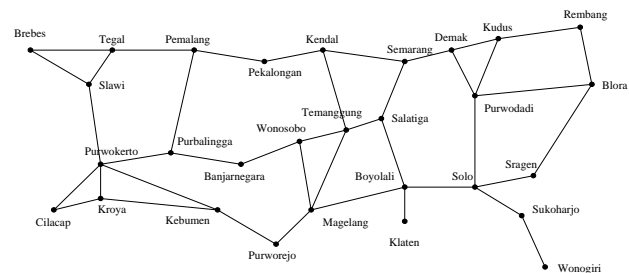 Rembang
Kudus
Brebes
Tegal
Pemalang
Kendal
Demak
Semarang
Pekalongan
Slawi
Blora
Purwodadi
Temanggung
Salatiga
Wonosobo
Purbalingga
Purwokerto
Sragen
Banjarnegara
Boyolali
Solo
Kroya
Sukoharjo
Cilacap
Kebumen
Magelang
Klaten
Purworejo
Wonogiri